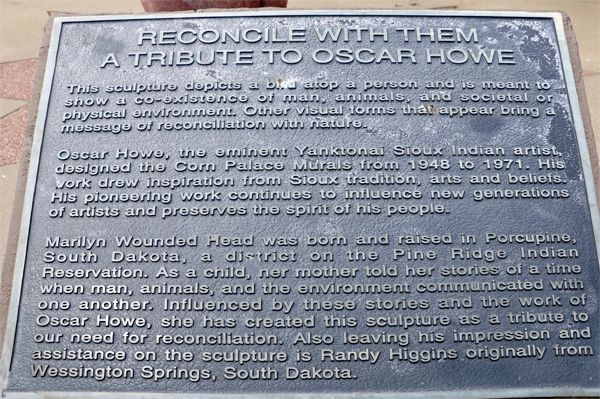 RECONCILE WITH THEM
A TRIBUTE TO OSCAR HOWE
This sculpture depicts a bird atop a person and is meant to
show a co-existence of man, animals, and societal or
physical environment. Other visual forms that appear bring a
message of reconciliation with nature.
Oscar Howe, the eminent Yanktonai Sioux Indian artist,
designed the Corn Palace Murals from 1948 to 1971. His
work drew inspiration from Sioux tradition, arts and beliefs.
His pioneering work continues to influence new generations
of artists and preserves the spirit of his people.
Marilyn Wounded Head was born and raised in Porcupine,
South Dakota, a district on the Pine Ridge Indian
Reservation. As a child, her mother told her stories of a time
when man, animals, and the environment communicated with
one another. Influenced by these stories and the work of
Oscar Howe, she has created this sculpture as a tribute to
our need for reconciliation. Also leaving his impression and
assistance on the sculpture is Randy Higgins originally from
Wessington Springs, South Dakota.